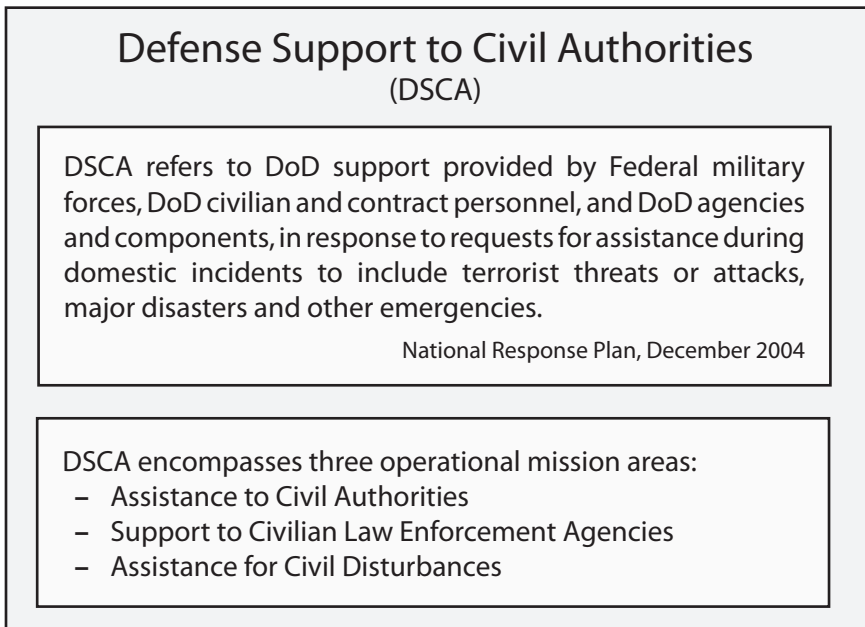 Defense Support to Civil Authorities
(DSCA)
DSCA refers to DoD support provided by Federal military
forces, DoD civilian and contract personnel, and DoD agencies
and components, in response to requests for assistance during
domestic incidents to include terrorist threats or attacks,
major disasters and other emergencies.
National Response Plan, December 2004
DSCA encompasses three operational mission areas:
– Assistance to Civil Authorities
– Support to Civilian Law Enforcement Agencies
– Assistance for Civil Disturbances